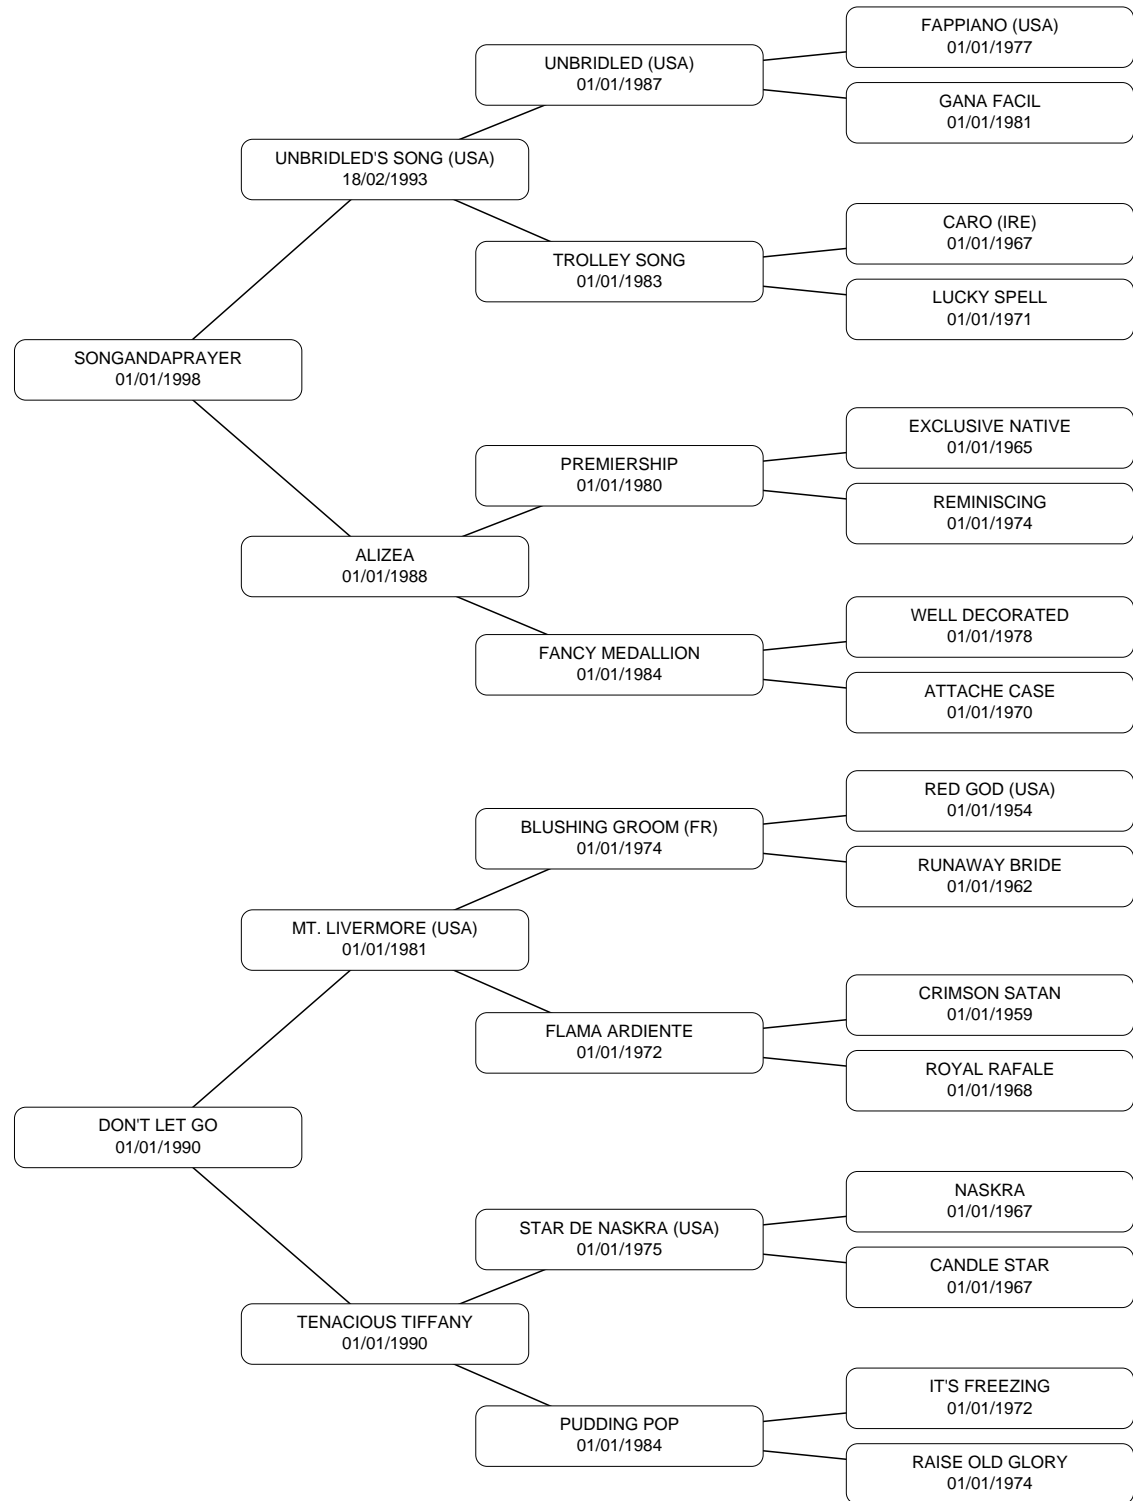 FAPPIANO (USA)
01/01/1977
UNBRIDLED (USA)
01/01/1987
GANA FACIL
01/01/1981
UNBRIDLED'S SONG (USA)
18/02/1993
CARO (IRE)
01/01/1967
TROLLEY SONG
01/01/1983
LUCKY SPELL
01/01/1971
SONGANDAPRAYER
01/01/1998
EXCLUSIVE NATIVE
01/01/1965
PREMIERSHIP
01/01/1980
REMINISCING
01/01/1974
ALIZEA
01/01/1988
WELL DECORATED
01/01/1978
FANCY MEDALLION
01/01/1984
ATTACHE CASE
01/01/1970
RED GOD (USA)
01/01/1954
BLUSHING GROOM (FR)
01/01/1974
RUNAWAY BRIDE
01/01/1962
MT. LIVERMORE (USA)
01/01/1981
CRIMSON SATAN
01/01/1959
FLAMA ARDIENTE
01/01/1972
ROYAL RAFALE
01/01/1968
DON'T LET GO
01/01/1990
NASKRA
01/01/1967
STAR DE NASKRA (USA)
01/01/1975
CANDLE STAR
01/01/1967
TENACIOUS TIFFANY
01/01/1990
IT'S FREEZING
01/01/1972
PUDDING POP
01/01/1984
RAISE OLD GLORY
01/01/1974